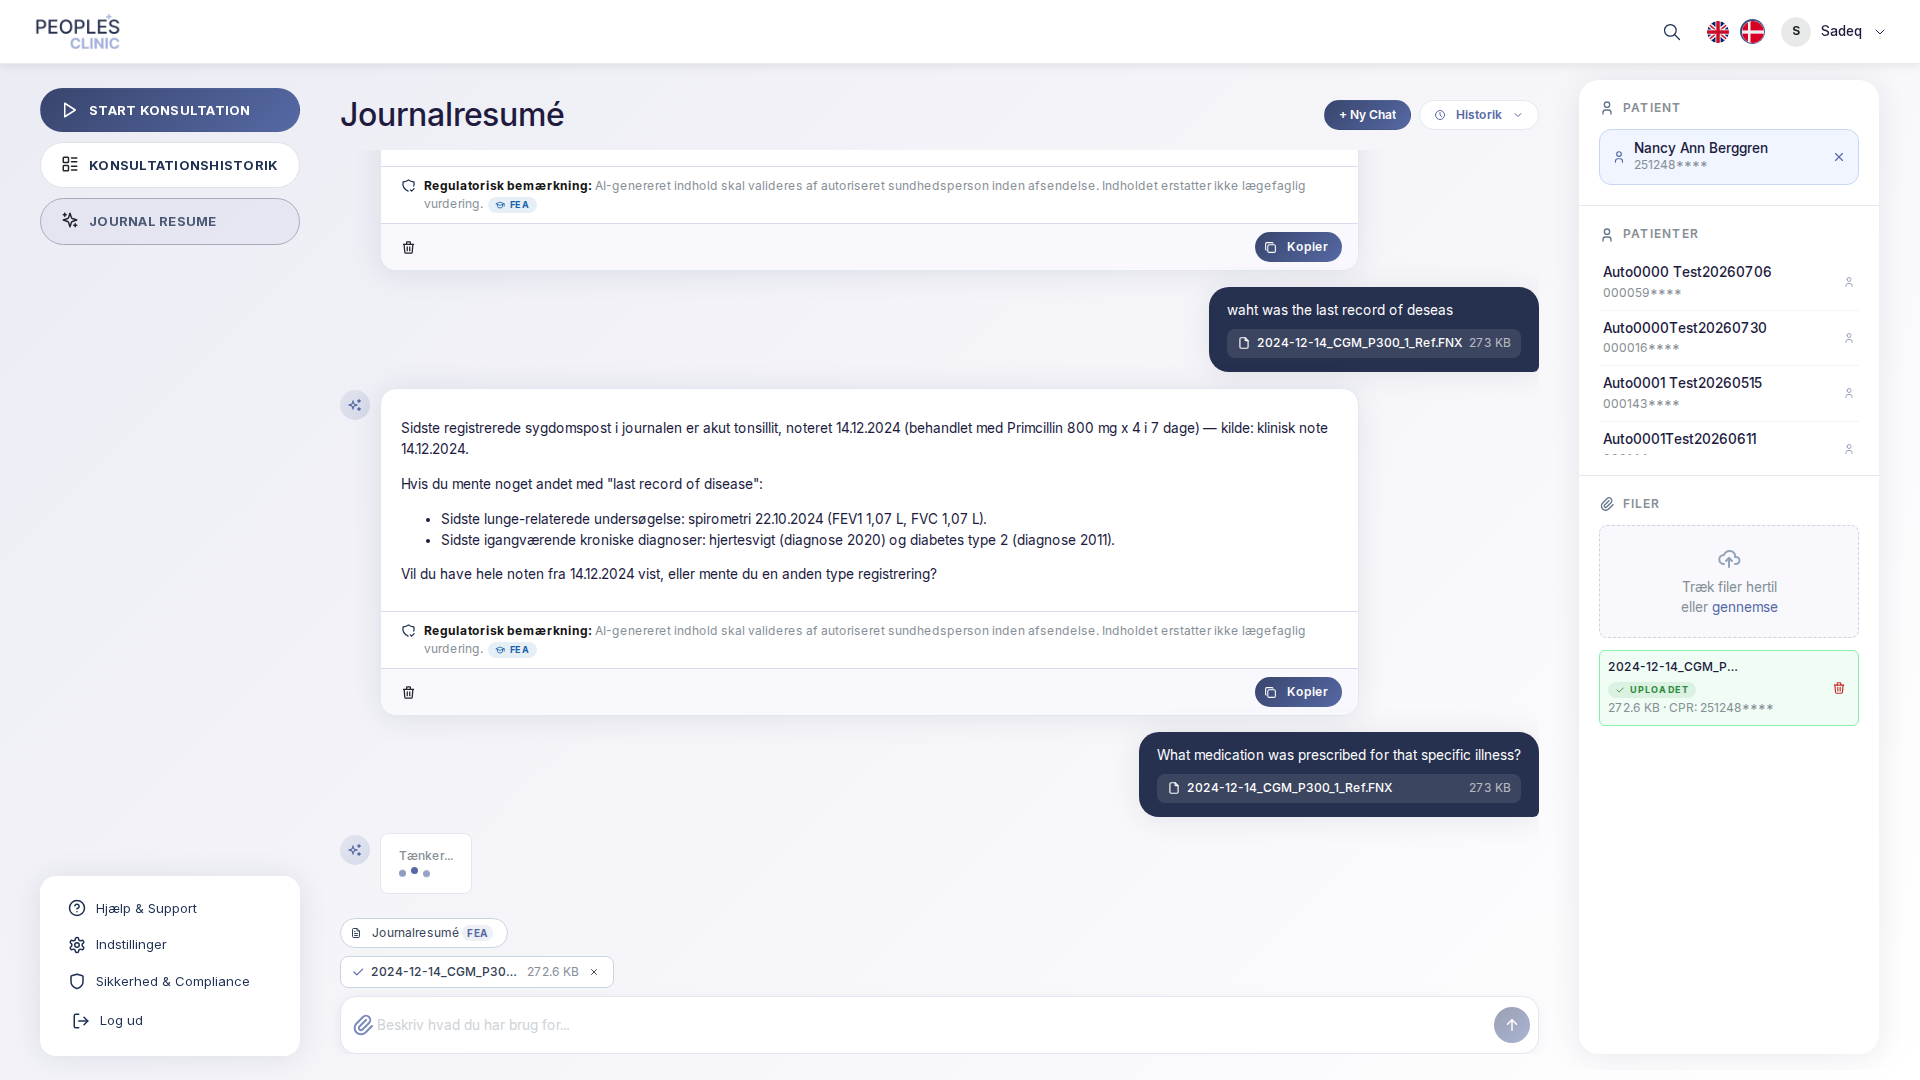 PEOPLES
CLINIC
S
Sadeq
START KONSULTATION
KONSULTATIONSHISTORIK
JOURNAL RESUME
Hjælp & Support
Indstillinger
Sikkerhed & Compliance
Log ud
Journalresumé
+ Ny Chat
Historik
Regulatorisk bemærkning: AI-genereret indhold skal valideres af autoriseret sundhedsperson inden afsendelse. Indholdet erstatter ikke lægefaglig
vurdering. FEA
Kopier
waht was the last record of deseas
2024-12-14_CGM_P300_1_Ref.FNX 273 KB
Sidste registrerede sygdomspost i journalen er akut tonsillit, noteret 14.12.2024 (behandlet med Primcillin 800 mg x 4 i 7 dage) — kilde: klinisk note
14.12.2024.
Hvis du mente noget andet med "last record of disease":
• Sidste lunge-relaterede undersøgelse: spirometri 22.10.2024 (FEV1 1,07 L, FVC 1,07 L).
• Sidste igangværende kroniske diagnoser: hjertesvigt (diagnose 2020) og diabetes type 2 (diagnose 2011).
Vil du have hele noten fra 14.12.2024 vist, eller mente du en anden type registrering?
Regulatorisk bemærkning: AI-genereret indhold skal valideres af autoriseret sundhedsperson inden afsendelse. Indholdet erstatter ikke lægefaglig
vurdering. FEA
Kopier
What medication was prescribed for that specific illness?
2024-12-14_CGM_P300_1_Ref.FNX 273 KB
Tænker...
Journalresumé FEA
2024-12-14_CGM_P30... 272.6 KB
Beskriv hvad du har brug for...
PATIENT
Nancy Ann Berggren
251248****
PATIENTER
Auto0000 Test20260706
000059****
Auto0000Test20260730
000016****
Auto0001 Test20260515
000143****
Auto0001Test20260611
FILER
Træk filer hertil
eller gennemse
2024-12-14_CGM_P...
UPLOADET
272.6 KB · CPR: 251248****